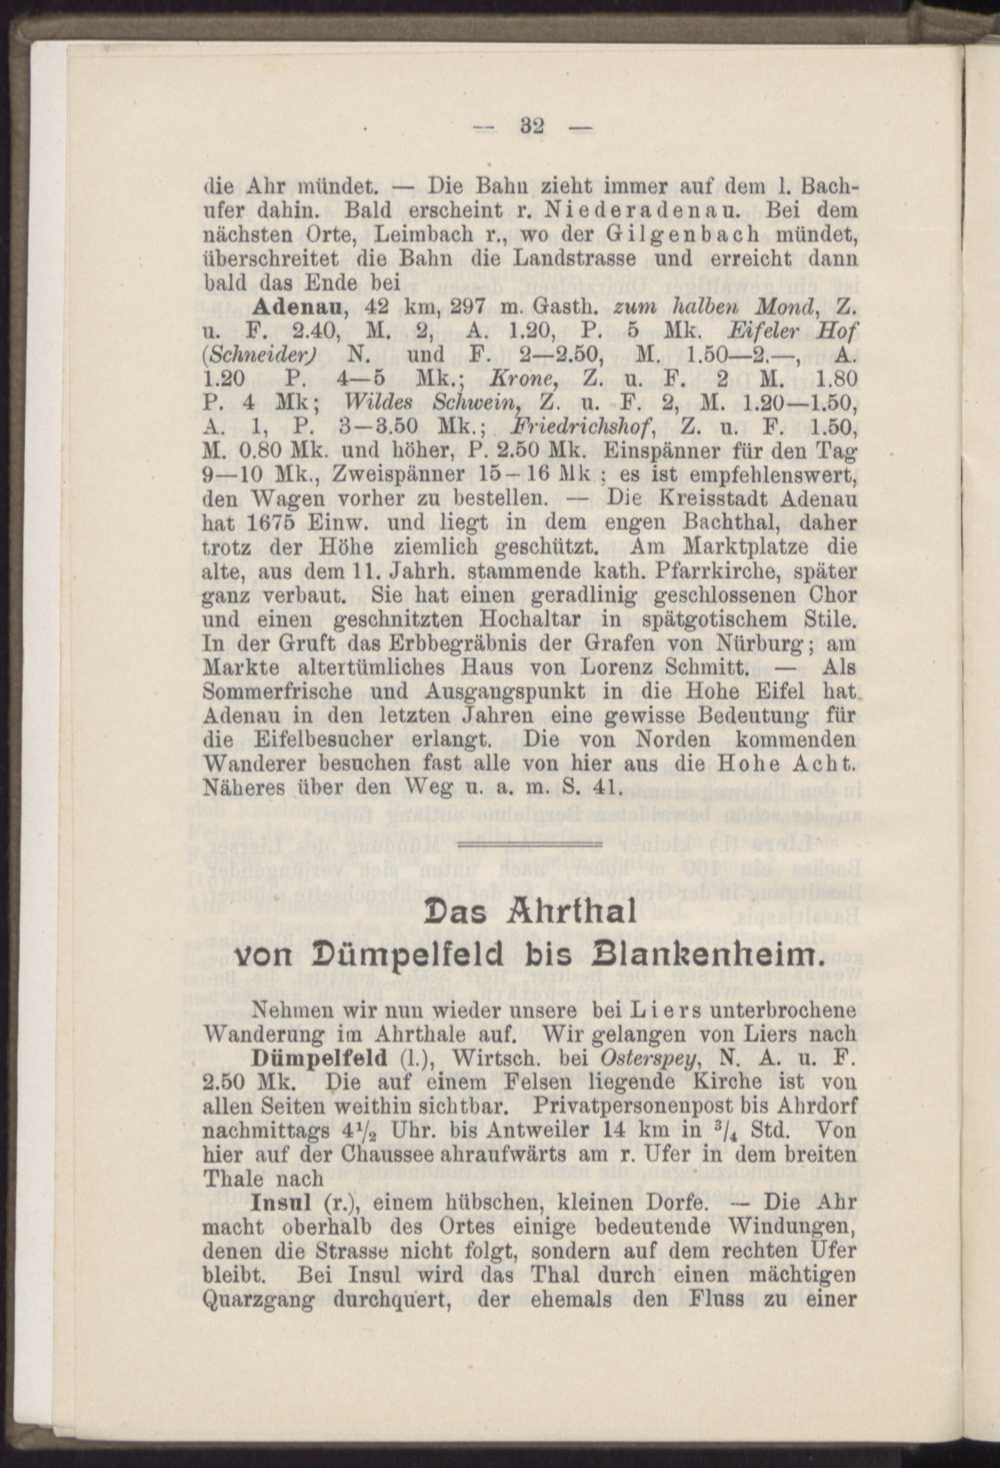 — 32 —
die Ahr mündet. — Die Bahn zieht immer auf dem l. Bach-
ufer dahin. Bald erscheint r. Niederadenau. Bei dem
nächsten Orte, Leimbach r., wo der Gilgenbach mündet,
überschreitet die Bahn die Landstrasse und erreicht dann
bald das Ende bei
Adenau, 42 km, 297 m. Gasth. zum halben Mond, Z.
u. F. 2.40, M. 2, A. 1.20, P. 5 Mk. Eifeler Hof
(Schneider) N. und F. 2—2.50, M. 1.50—2.—, A.
1.20 P. 4—5 Mk.; Krone, Z. u. F. 2 M. 1.80
P. 4 Mk; Wildes Schwein, Z. u. F. 2, M. 1.20—1.50,
A. 1, P. 3—3.50 Mk.; Friedrichshof, Z. u. F. 1.50,
M. 0.80 Mk. und höher, P. 2.50 Mk. Einspänner für den Tag
9—10 Mk., Zweispänner 15—16 Mk ; es ist empfehlenswert,
den Wagen vorher zu bestellen. — Die Kreisstadt Adenau
hat 1675 Einw. und liegt in dem engen Bachthal, daher
trotz der Höhe ziemlich geschützt. Am Marktplatze die
alte, aus dem 11. Jahrh. stammende kath. Pfarrkirche, später
ganz verbaut. Sie hat einen geradlinig geschlossenen Chor
und einen geschnitzten Hochaltar in spätgotischem Stile.
In der Gruft das Erbbegräbnis der Grafen von Nürburg; am
Markte altertümliches Haus von Lorenz Schmitt. — Als
Sommerfrische und Ausgangspunkt in die Hohe Eifel hat
Adenau in den letzten Jahren eine gewisse Bedeutung für
die Eifelbesucher erlangt. Die von Norden kommenden
Wanderer besuchen fast alle von hier aus die Hohe Acht.
Näheres über den Weg u. a. m. S. 41.
Das Ahrthal
von Dümpelfeld bis Blankenheim.
Nehmen wir nun wieder unsere bei Liers unterbrochene
Wanderung im Ahrthale auf. Wir gelangen von Liers nach
Dümpelfeld (l.), Wirtsch. bei Osterspey, N. A. u. F.
2.50 Mk. Die auf einem Felsen liegende Kirche ist von
allen Seiten weithin sichtbar. Privatpersonenpost bis Ahrdorf
nachmittags 4½ Uhr. bis Antweiler 14 km in ¾ Std. Von
hier auf der Chaussee ahraufwärts am r. Ufer in dem breiten
Thale nach
Insul (r.), einem hübschen, kleinen Dorfe. — Die Ahr
macht oberhalb des Ortes einige bedeutende Windungen,
denen die Strasse nicht folgt, sondern auf dem rechten Ufer
bleibt. Bei Insul wird das Thal durch einen mächtigen
Quarzgang durchquert, der ehemals den Fluss zu einer